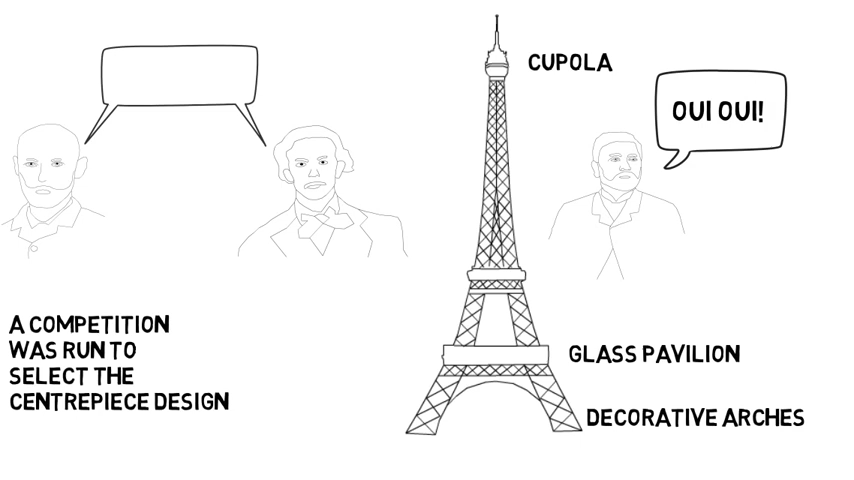 CUPOLA
OUI OUI!
A COMPETITION
WAS RUN TO
SELECT THE
CENTREPIECE DESIGN
GLASS PAVILION
DECORATIVE ARCHES